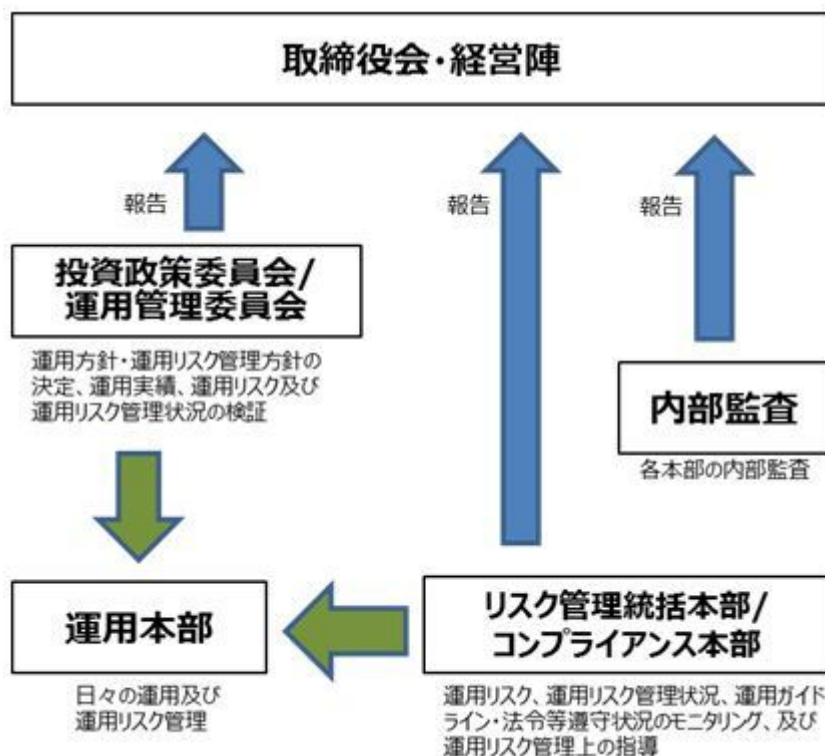 取締役会・経営陣
報告
報告
報告
投資政策委員会/
運用管理委員会
運用方針・運用リスク管理方針の
決定、運用実績、運用リスク及び
運用リスク管理状況の検証
内部監査
各本部の内部監査
運用本部
日々の運用及び
運用リスク管理
リスク管理統括本部/
コンプライアンス本部
運用リスク、運用リスク管理状況、運用ガイド
ライン・法令等遵守状況のモニタリング、及び
運用リスク管理上の指導